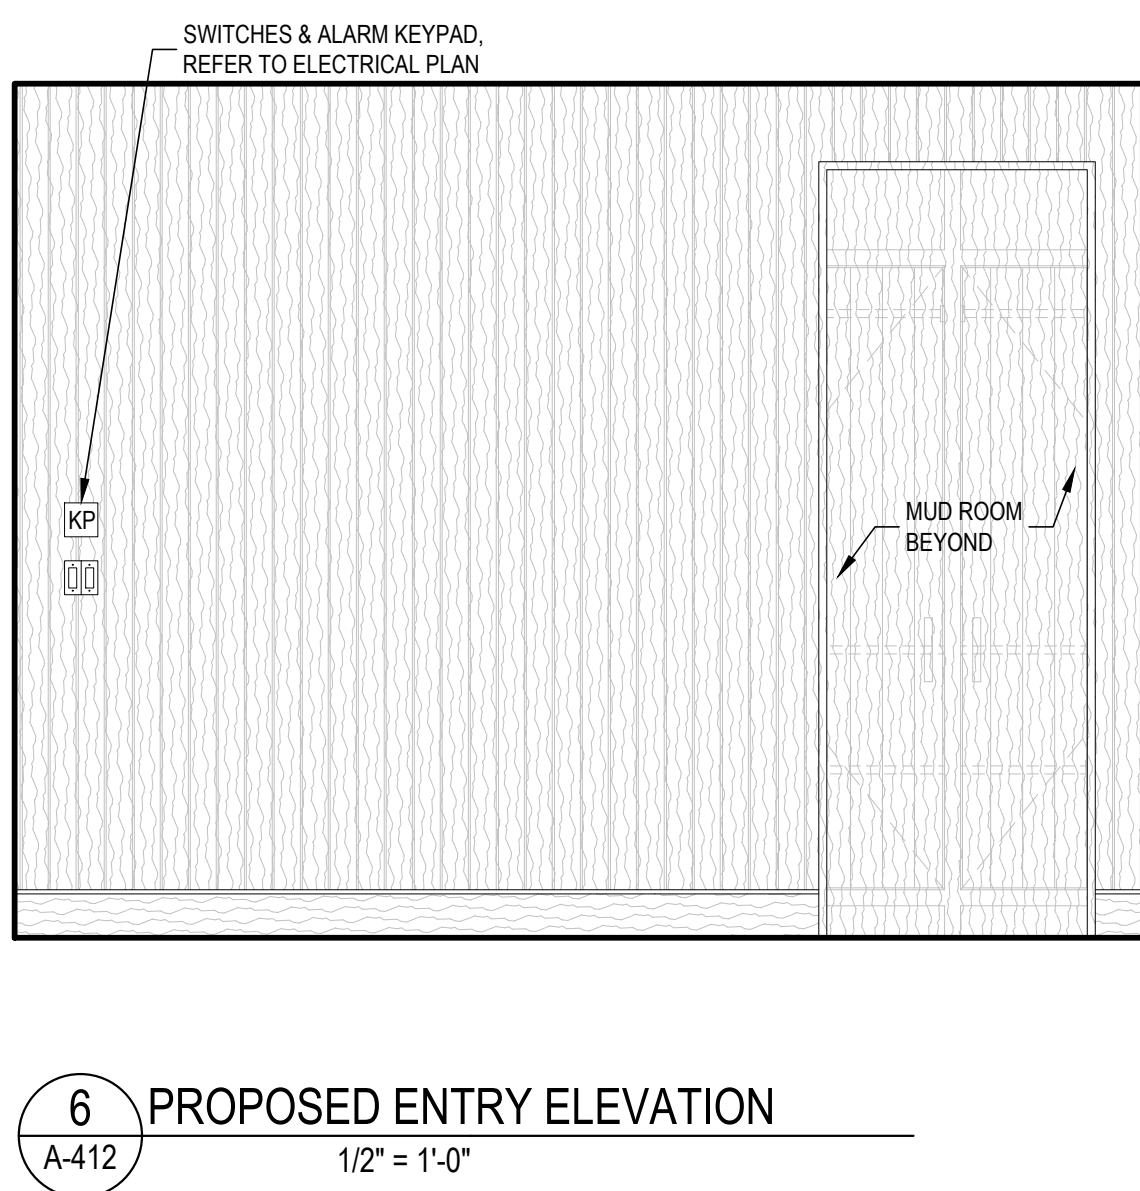 SWITCHES & ALARM KEYPAD,
REFER TO ELECTRICAL PLAN
KP
MUD ROOM
BEYOND
6
PROPOSED ENTRY ELEVATION
A-412
1/2" = 1'-0"